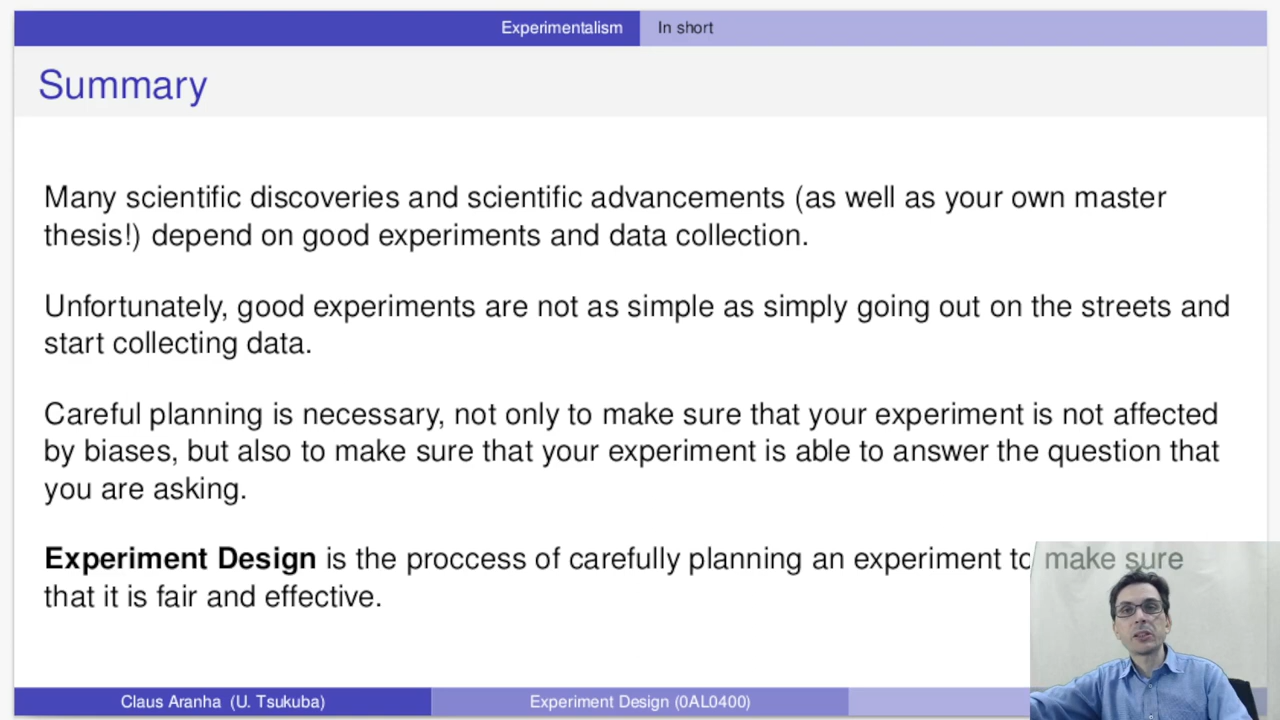 Experimentalism In short
Summary
Many scientific discoveries and scientific advancements (as well as your own master
thesis!) depend on good experiments and data collection.
Unfortunately, good experiments are not as simple as simply going out on the streets and
start collecting data.
Careful planning is necessary, not only to make sure that your experiment is not affected
by biases, but also to make sure that your experiment is able to answer the question that
you are asking.
Experiment Design is the proccess of carefully planning an experiment to make sure
that it is fair and effective.
Claus Aranha (U. Tsukuba) Experiment Design (0AL0400)